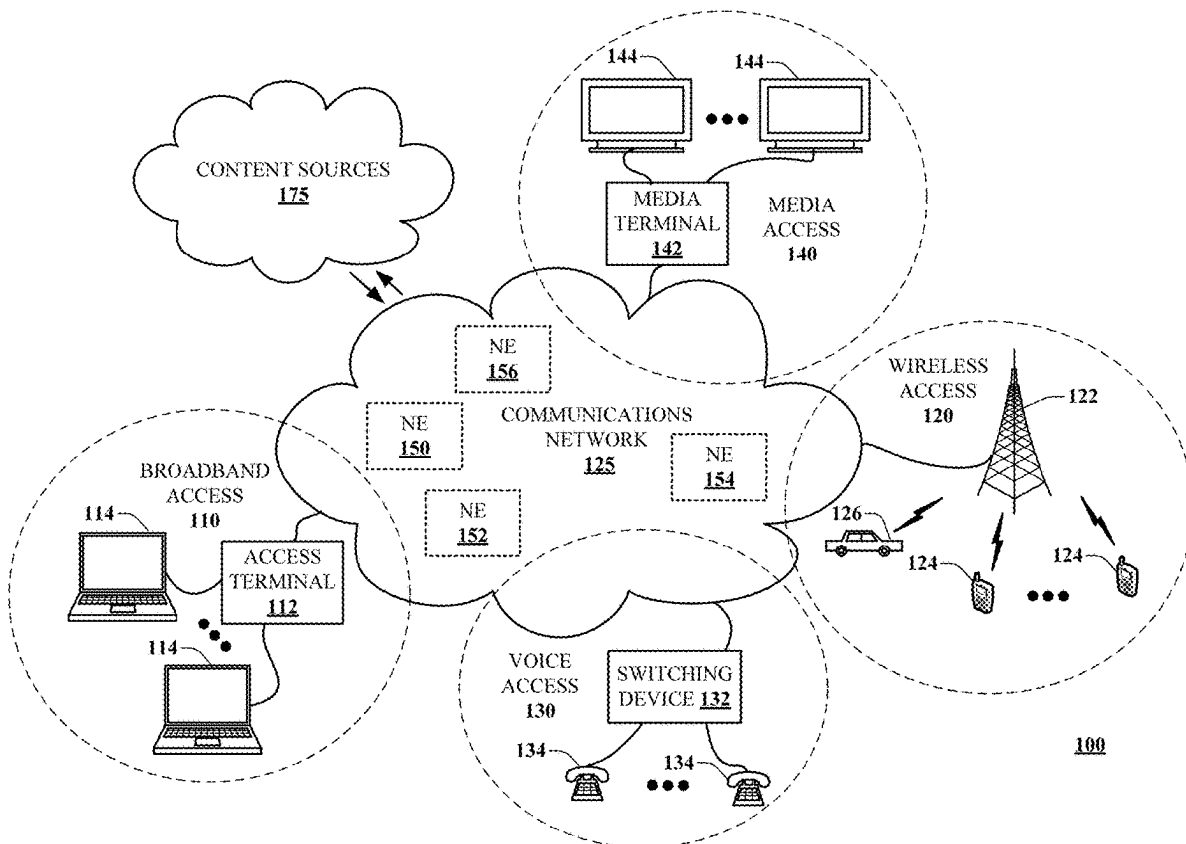 144
144
CONTENT SOURCES
175
MEDIA
TERMINAL
142
MEDIA
ACCESS
140
NE
156
WIRELESS
ACCESS
120
122
COMMUNICATIONS
NETWORK
125
NE
150
NE
154
BROADBAND
ACCESS
110
NE
152
114
ACCESS
TERMINAL
112
126
124
124
114
VOICE
ACCESS
130
SWITCHING
DEVICE 132
134
134
100